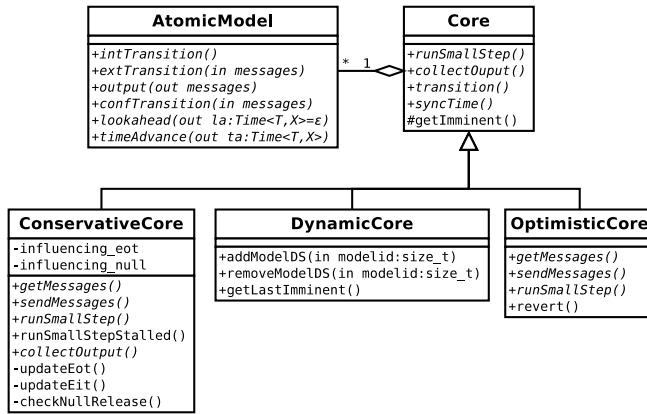 AtomicModel
+intTransition()
+extTransition(in messages)
+output(out messages)
+confTransition(in messages)
+lookahead(out la:Time<T,X>=ε)
+timeAdvance(out ta:Time<T,X>)
* 1
Core
+runSmallStep()
+collectOuput()
+transition()
+syncTime()
#getImminent()
ConservativeCore
-influencing_eot
-influencing_null
+getMessages()
+sendMessages()
+runSmallStep()
+runSmallStepStalled()
+collectOutput()
-updateEot()
-updateEit()
-checkNullRelease()
DynamicCore
+addModelDS(in modelid:size_t)
+removeModelDS(in modelid:size_t)
+getLastImminent()
OptimisticCore
+getMessages()
+sendMessages()
+runSmallStep()
+revert()